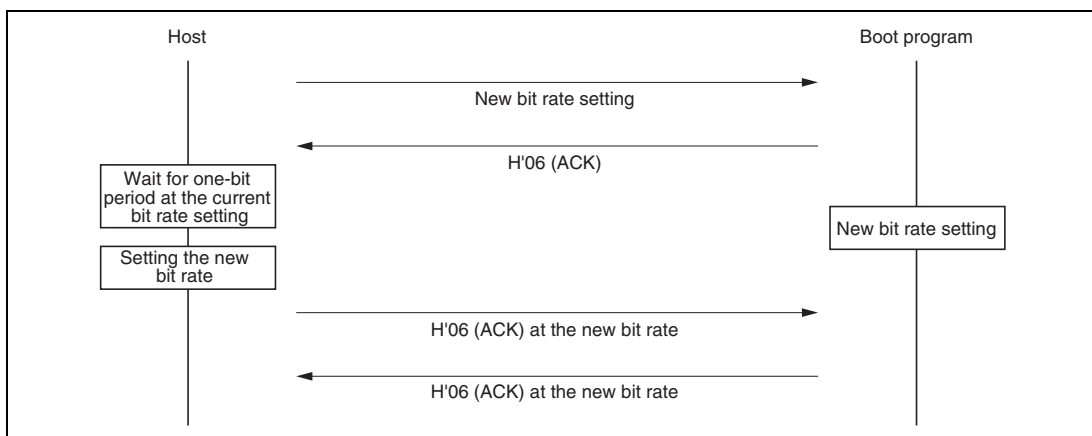 Host
Boot program
New bit rate setting
H'06 (ACK)
Wait for one-bit
period at the current
bit rate setting
New bit rate setting
Setting the new
bit rate
H'06 (ACK) at the new bit rate
H'06 (ACK) at the new bit rate